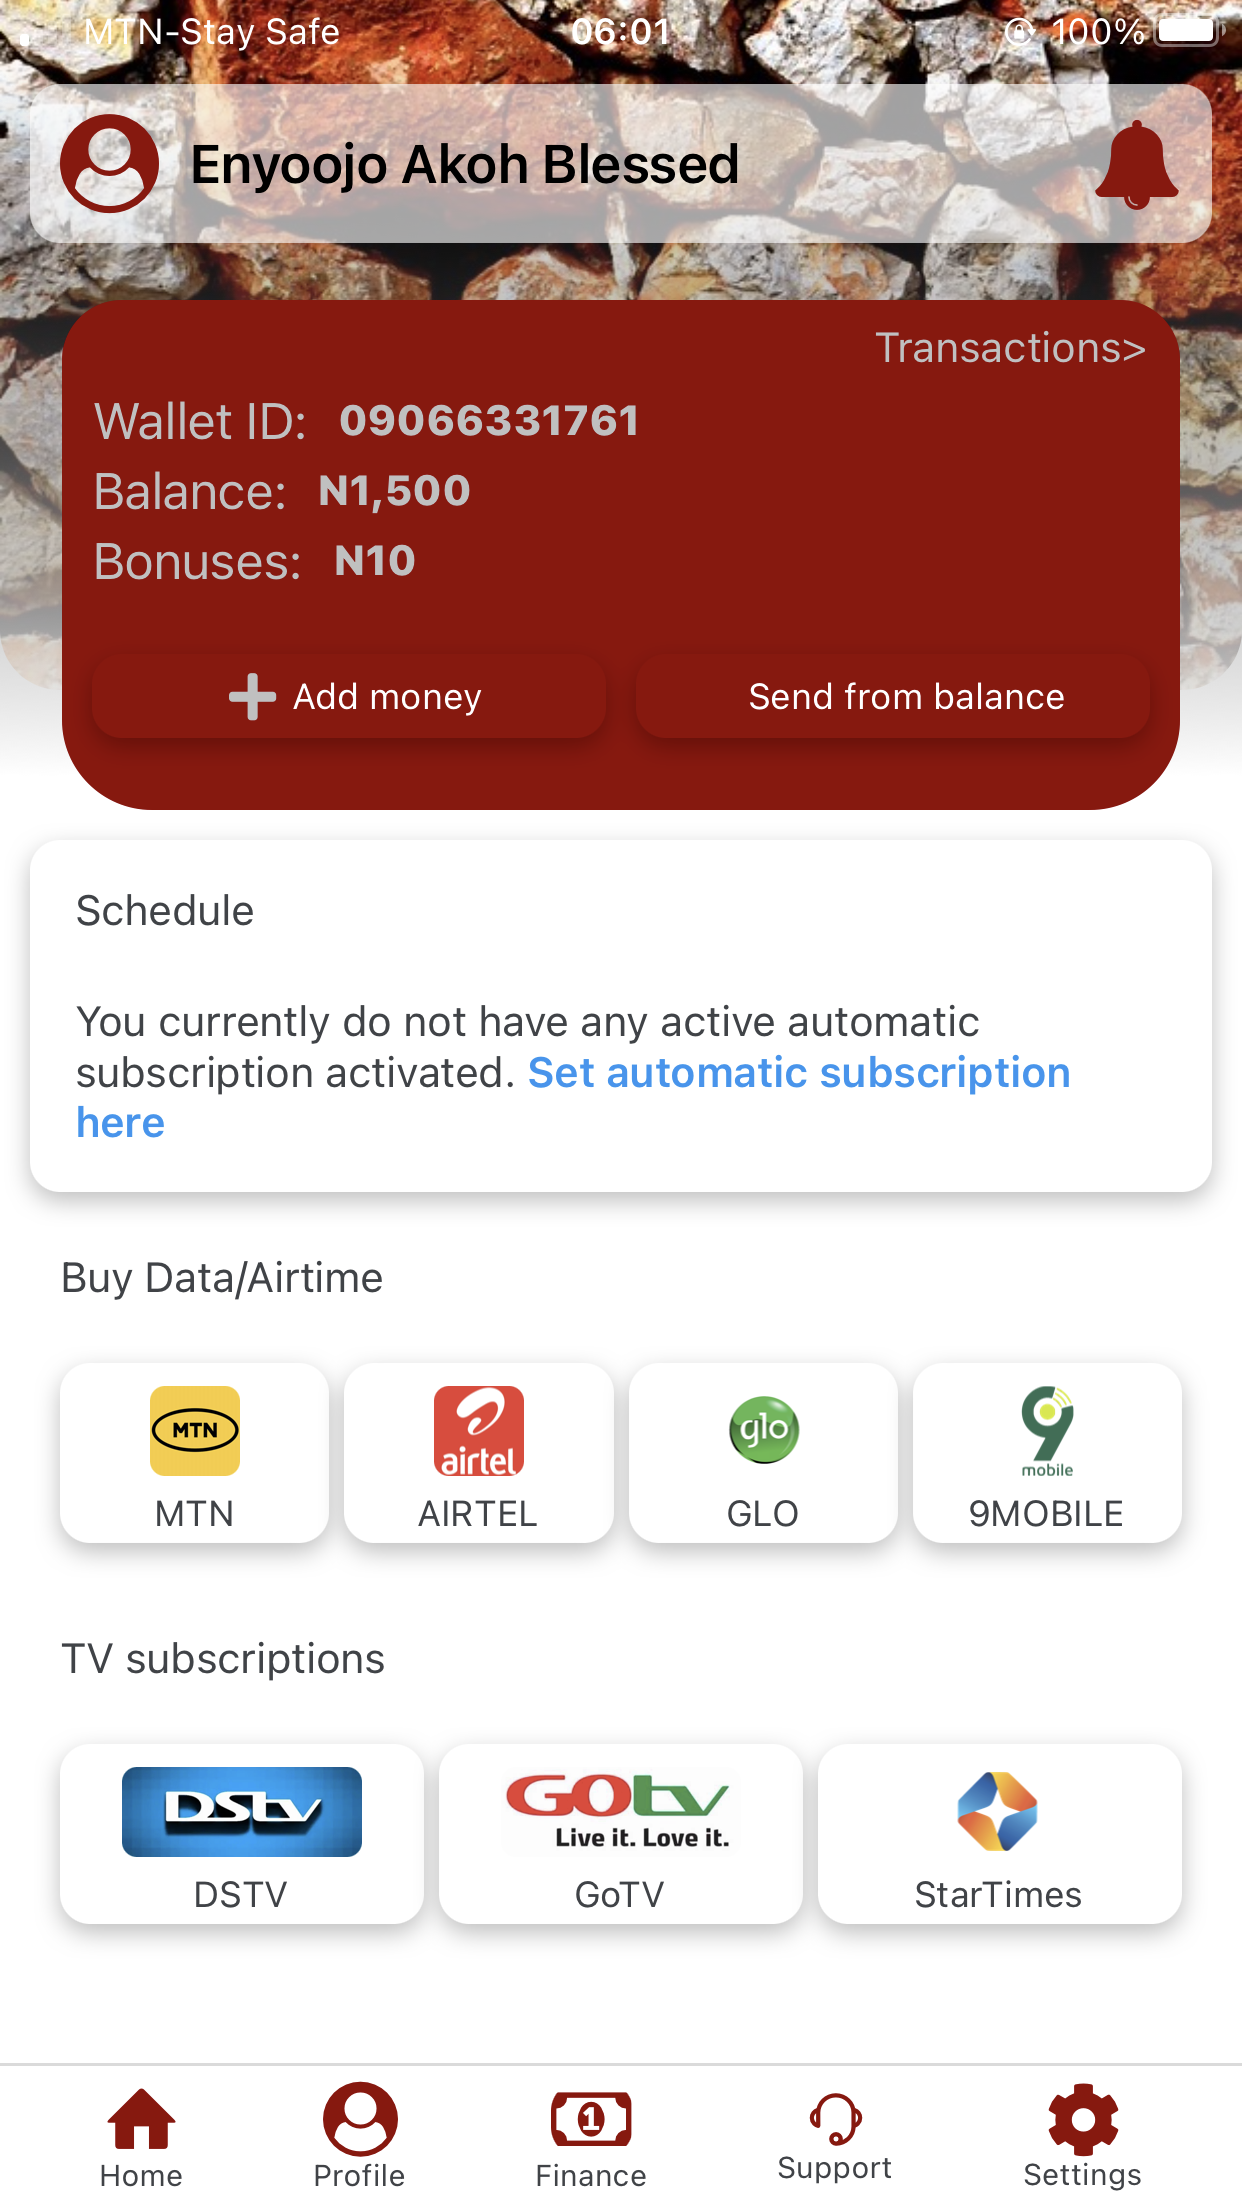 MTN-Stay Safe 06:01 100%
Enyoojo Akoh Blessed
Transactions>
Wallet ID: 09066331761
Balance: N1,500
Bonuses: N10
Add money Send from balance
Schedule
You currently do not have any active automatic
subscription activated. Set automatic subscription
here
Buy Data/Airtime
MTN airtel glo 9 mobile
MTN AIRTEL GLO 9MOBILE
TV subscriptions
DStv GOtv
Live it. Love it.
DSTV GoTV StarTimes
1
Home Profile Finance Support Settings